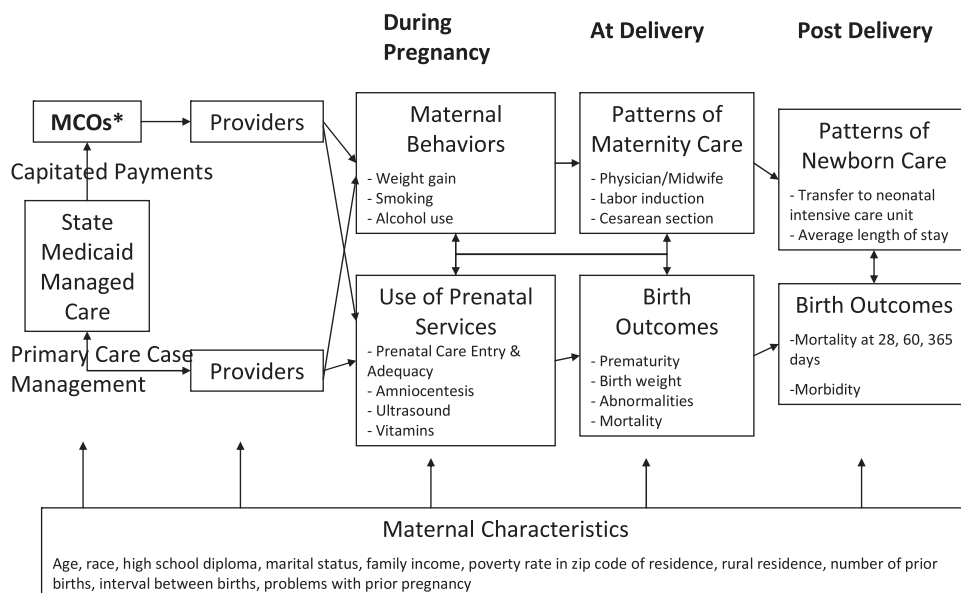 During
Pregnancy
At Delivery
Post Delivery
MCOs*
Capitated Payments
State
Medicaid
Managed
Care
Primary Care Case
Management
Providers
Providers
Maternal
Behaviors
- Weight gain
- Smoking
- Alcohol use
Use of Prenatal
Services
- Prenatal Care Entry &
Adequacy
- Amniocentesis
- Ultrasound
- Vitamins
Patterns of
Maternity Care
- Physician/Midwife
- Labor induction
- Cesarean section
Birth
Outcomes
- Prematurity
- Birth weight
- Abnormalities
- Mortality
Patterns of
Newborn Care
- Transfer to neonatal
intensive care unit
- Average length of stay
Birth Outcomes
-Mortality at 28, 60, 365
days
-Morbidity
Maternal Characteristics
Age, race, high school diploma, marital status, family income, poverty rate in zip code of residence, rural residence, number of prior
births, interval between births, problems with prior pregnancy